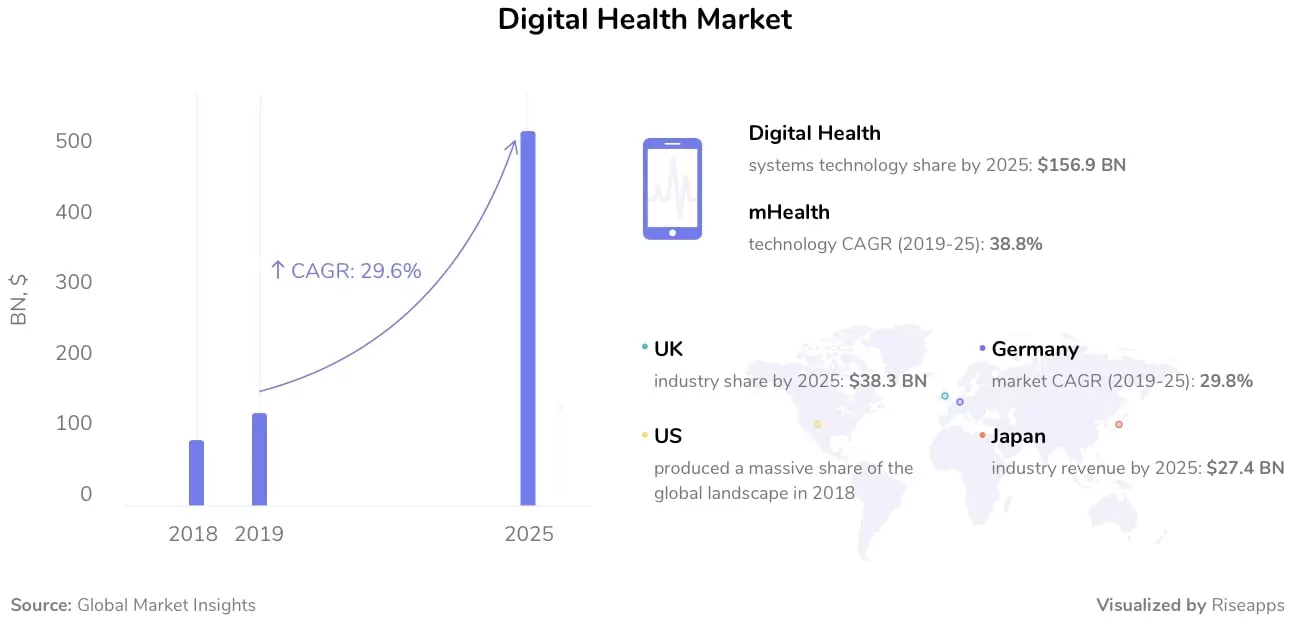 Digital Health Market
BN, $
500
400
300
200
100
0
↑ CAGR: 29.6%
2018 2019 2025
Digital Health
systems technology share by 2025: $156.9 BN
mHealth
technology CAGR (2019-25): 38.8%
UK
industry share by 2025: $38.3 BN
Germany
market CAGR (2019-25): 29.8%
US
produced a massive share of the
global landscape in 2018
Japan
industry revenue by 2025: $27.4 BN
Source: Global Market Insights
Visualized by Riseapps